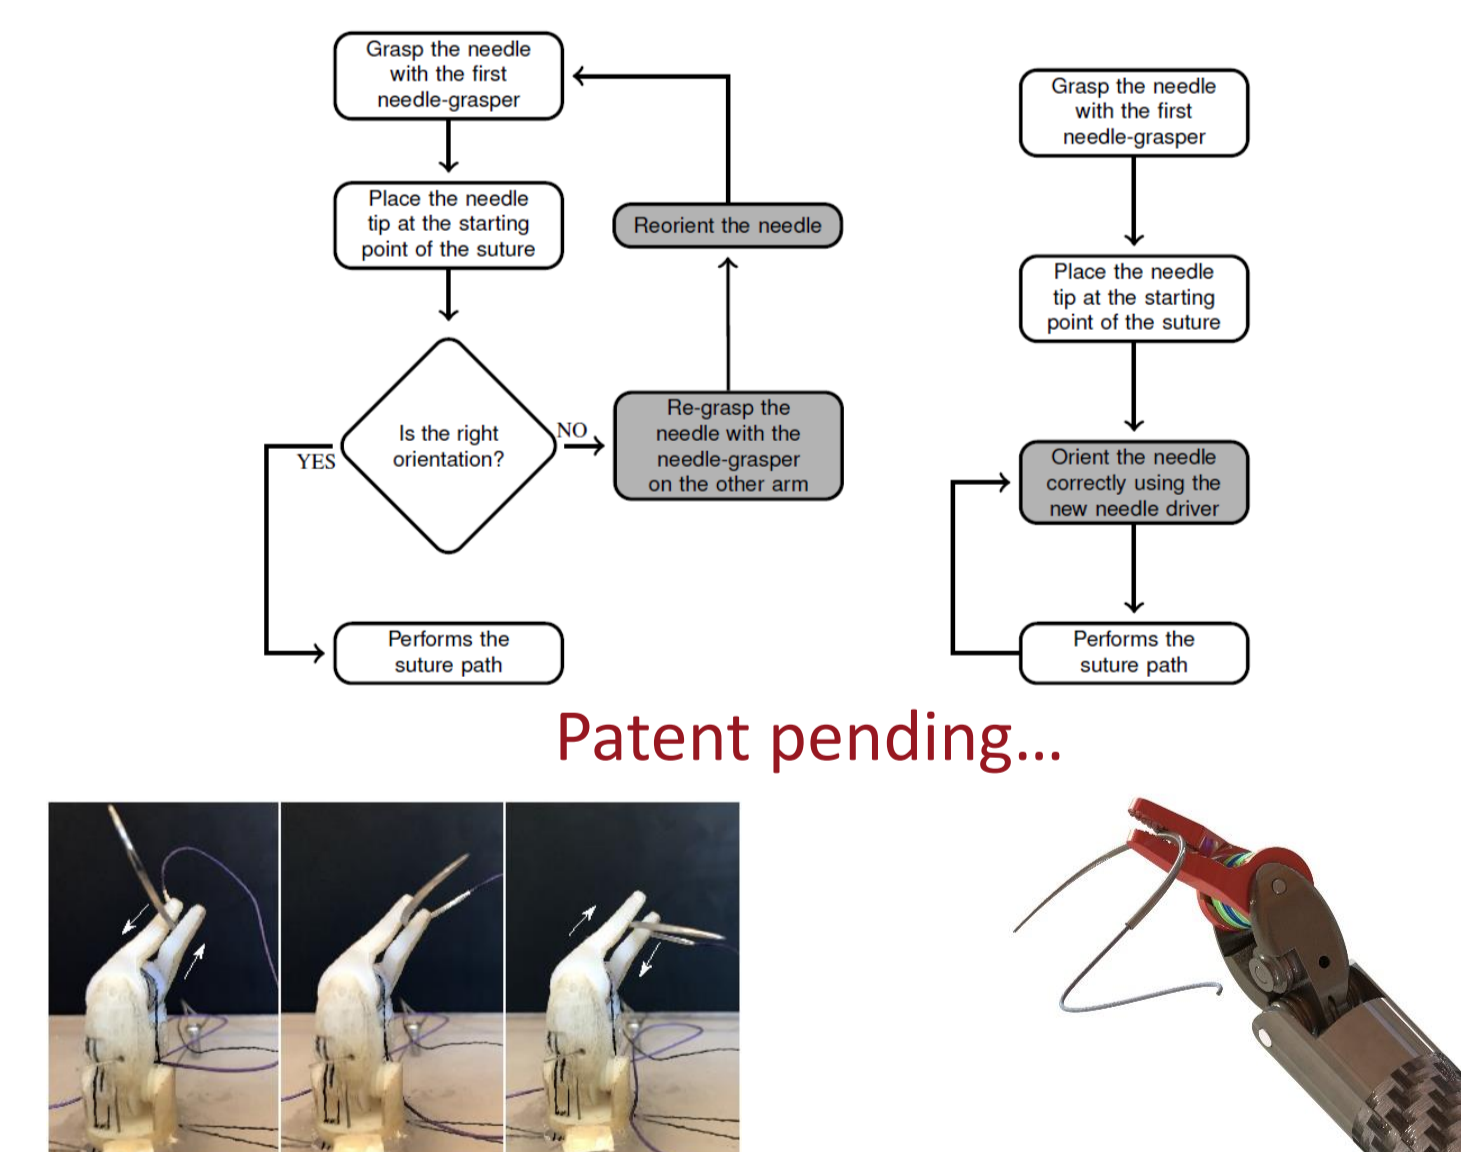 Grasp the needle
with the first
needle-grasper
Place the needle
tip at the starting
point of the suture
Is the right
orientation?
YES
NO
Re-grasp the
needle with the
needle-grasper
on the other arm
Reorient the needle
Performs the
suture path
Grasp the needle
with the first
needle-grasper
Place the needle
tip at the starting
point of the suture
Orient the needle
correctly using the
new needle driver
Performs the
suture path
Patent pending...